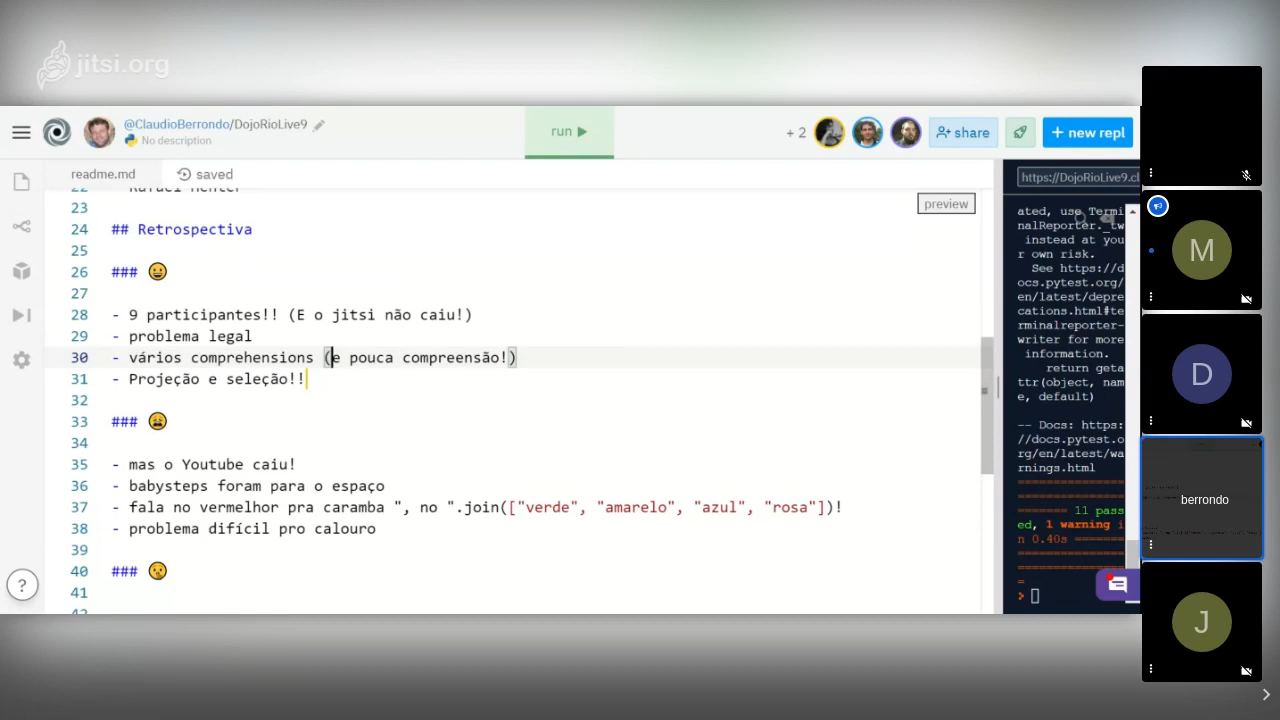 jitsi.org
@ClaudioBerrondo/DojoRioLive9
No description
run
+ 2
share
+ new repl
readme.md
saved
https://DojoRioLive9.cl
preview
22 - Rafael Henter
23
24 ## Retrospectiva
25
26 ### 😀
27
28 - 9 participantes!! (E o jitsi não caiu!)
29 - problema legal
30 - vários comprehensions (e pouca compreensão!)
31 - Projeção e seleção!!
32
33 ### 😩
34
35 - mas o Youtube caiu!
36 - babysteps foram para o espaço
37 - fala no vermelhor pra caramba ", no ".join(["verde", "amarelo", "azul", "rosa"])!
38 - problema difícil pro calouro
39
40 ### 🤫
41
42
?
ated, use Termi
nalReporter._tw
instead at you
r own risk.
See https://d
ocs.pytest.org/
en/latest/depre
cations.html#te
rminalreporter-
writer for more
information.
return geta
ttr(object, nam
e, default)
-- Docs: https:
//docs.pytest.o
rg/en/latest/wa
rnings.html
======= 11 pass
ed, 1 warning i
n 0.40s =======
=
M
D
berrondo
J